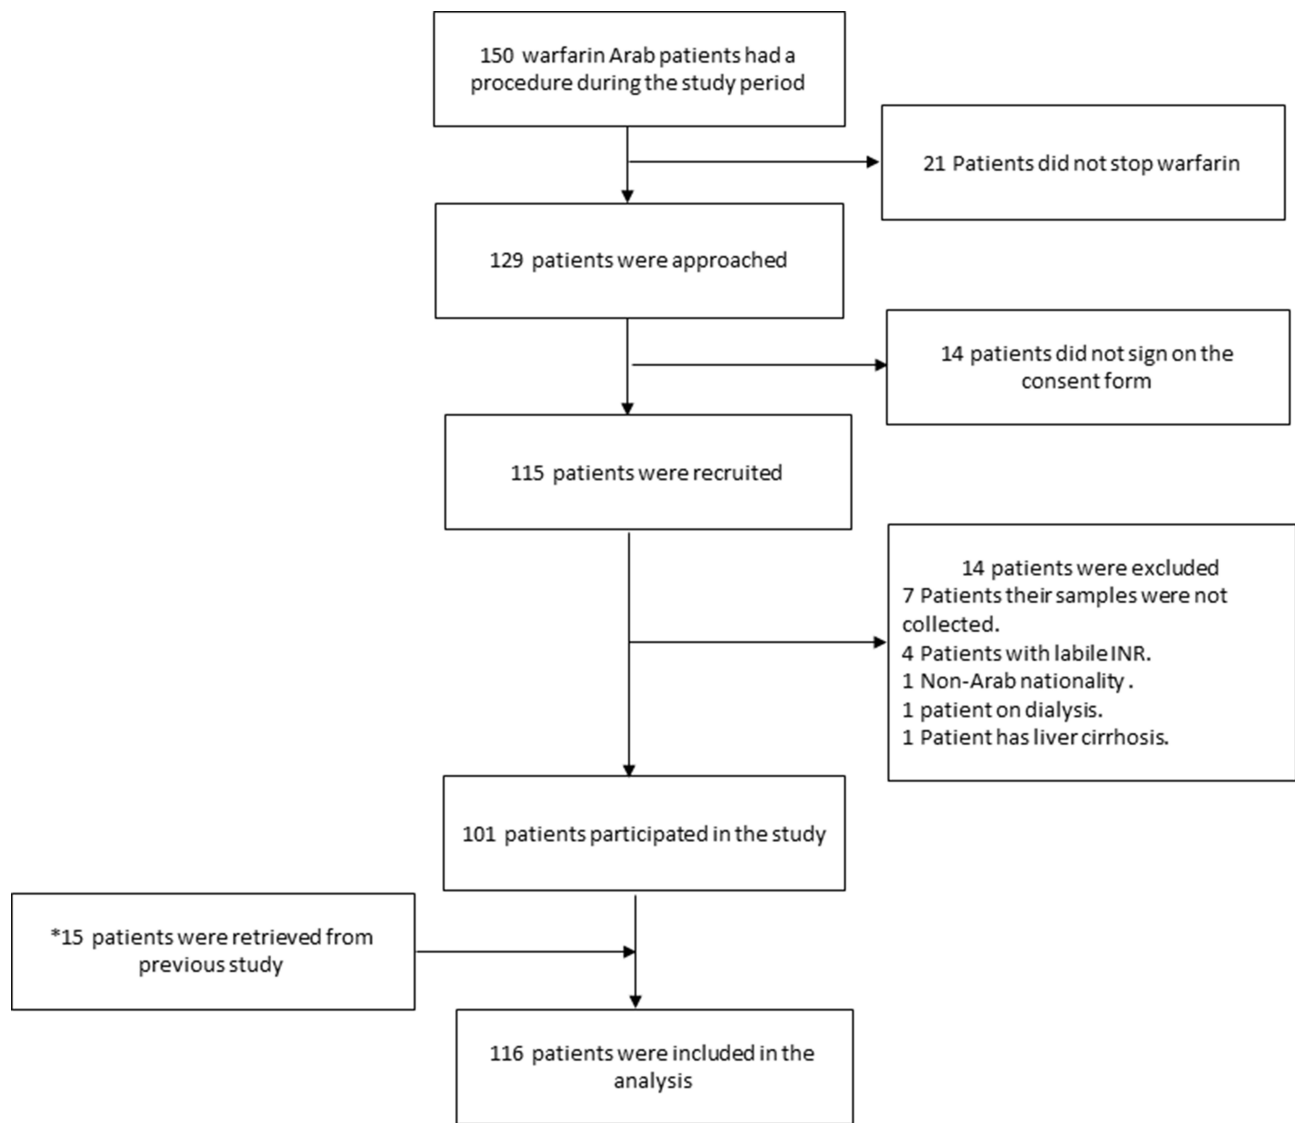 150 warfarin Arab patients had a
procedure during the study period
21 Patients did not stop warfarin
129 patients were approached
14 patients did not sign on the
consent form
115 patients were recruited
14 patients were excluded
7 Patients their samples were not
collected.
4 Patients with labile INR.
1 Non-Arab nationality .
1 patient on dialysis.
1 Patient has liver cirrhosis.
101 patients participated in the study
*15 patients were retrieved from
previous study
116 patients were included in the
analysis